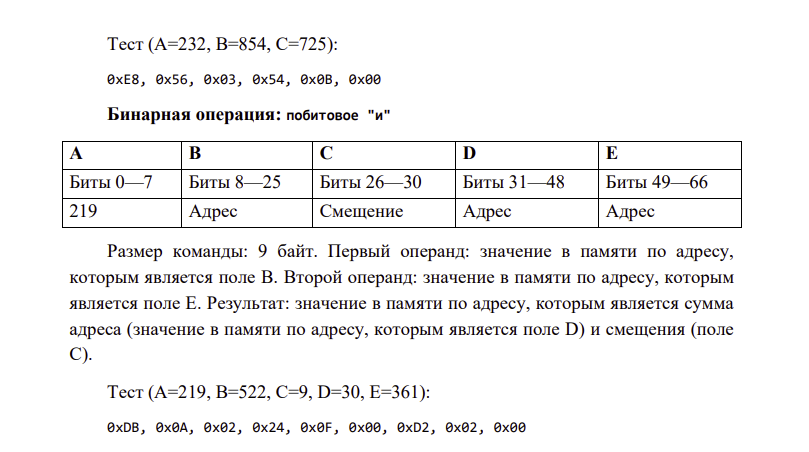 Тест (A=232, B=854, C=725):
0xE8, 0x56, 0x03, 0x54, 0x0B, 0x00
Бинарная операция: побитовое "и"
A B C D E
Биты 0—7 Биты 8—25 Биты 26—30 Биты 31—48 Биты 49—66
219 Адрес Смещение Адрес Адрес
Размер команды: 9 байт. Первый операнд: значение в памяти по адресу,
которым является поле B. Второй операнд: значение в памяти по адресу, которым
является поле E. Результат: значение в памяти по адресу, которым является сумма
адреса (значение в памяти по адресу, которым является поле D) и смещения (поле
C).
Тест (A=219, B=522, C=9, D=30, E=361):
0xDB, 0x0A, 0x02, 0x24, 0x0F, 0x00, 0xD2, 0x02, 0x00